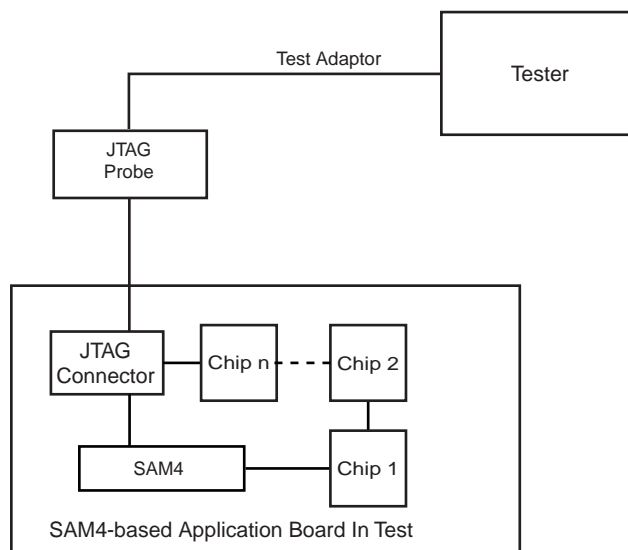 Test Adaptor
Tester
JTAG
Probe
JTAG
Connector
Chip n
Chip 2
SAM4
Chip 1
SAM4-based Application Board In Test